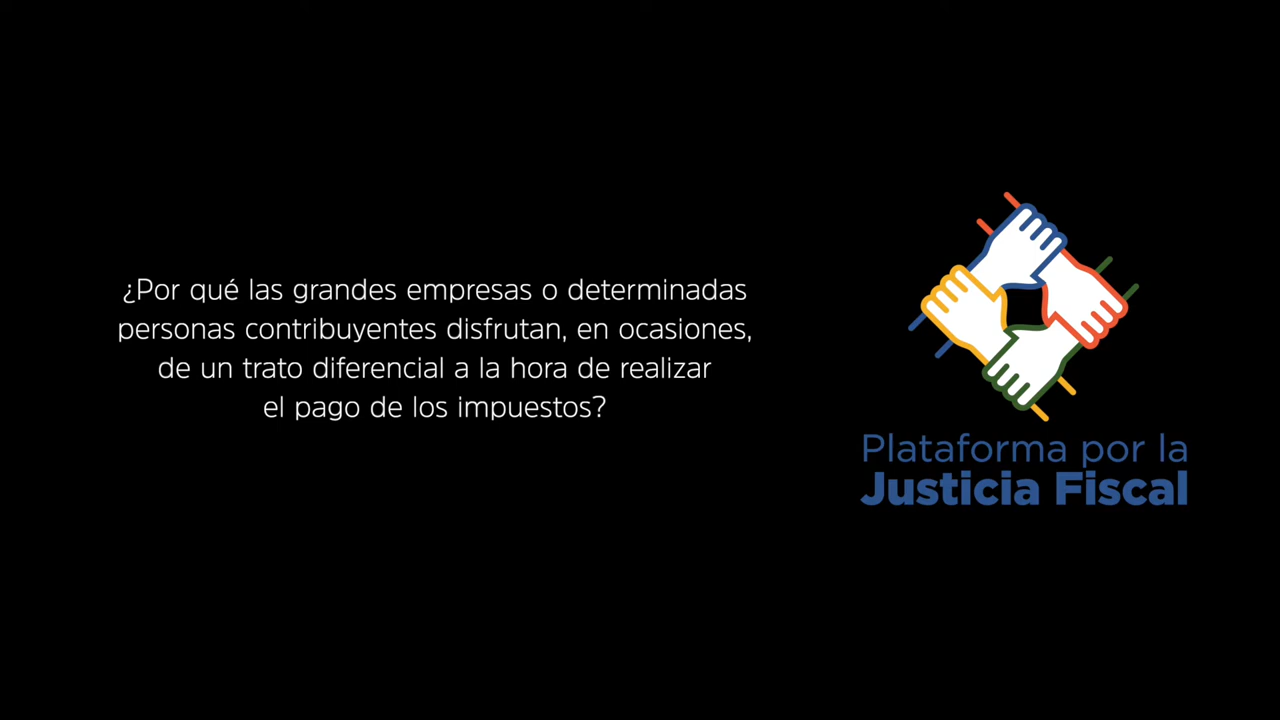 ¿Por qué las grandes empresas o determinadas
personas contribuyentes disfrutan, en ocasiones,
de un trato diferencial a la hora de realizar
el pago de los impuestos?
Plataforma por la
Justicia Fiscal